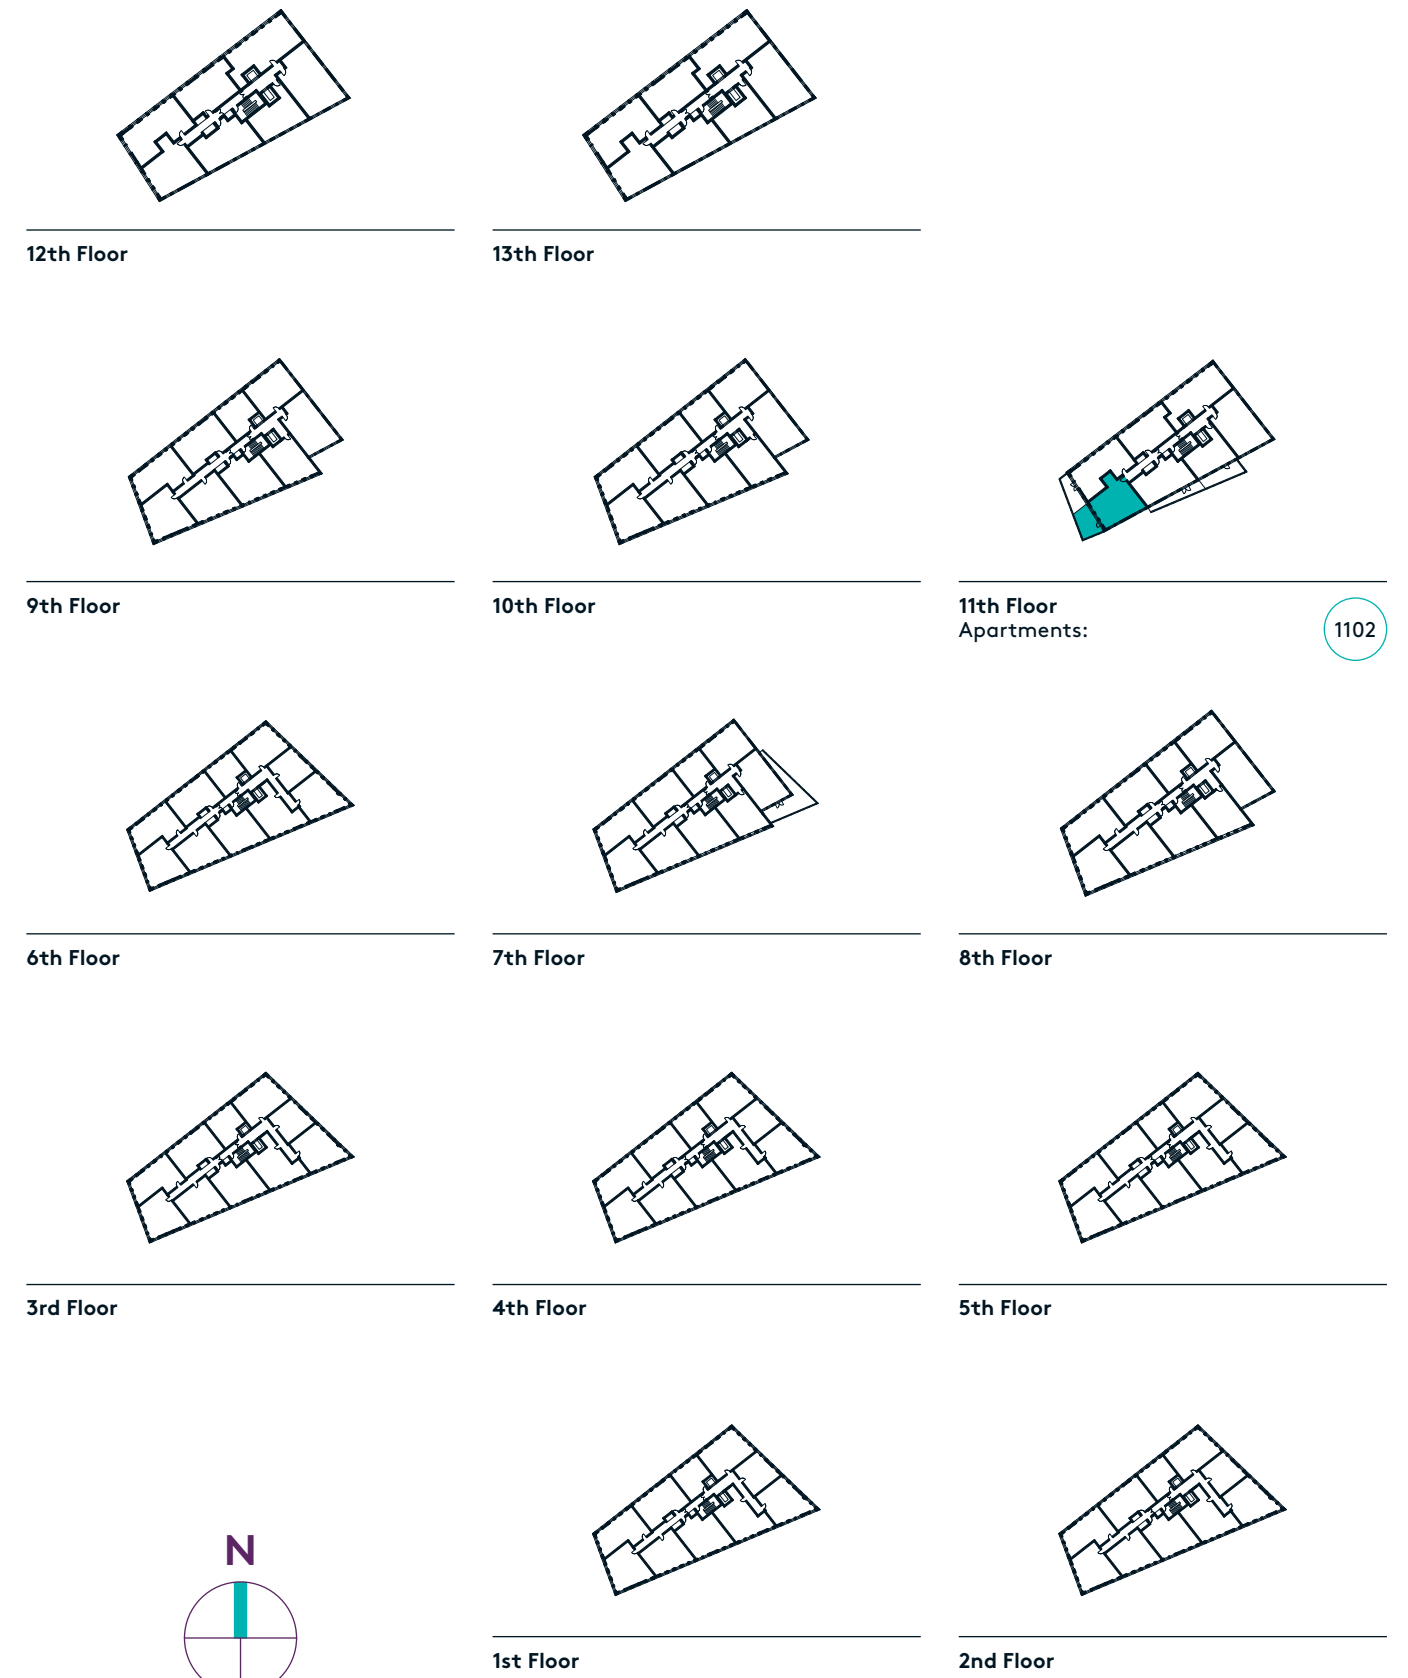 12th Floor
13th Floor
9th Floor
10th Floor
11th Floor
Apartments:
1102
6th Floor
7th Floor
8th Floor
3rd Floor
4th Floor
5th Floor
N
1st Floor
2nd Floor